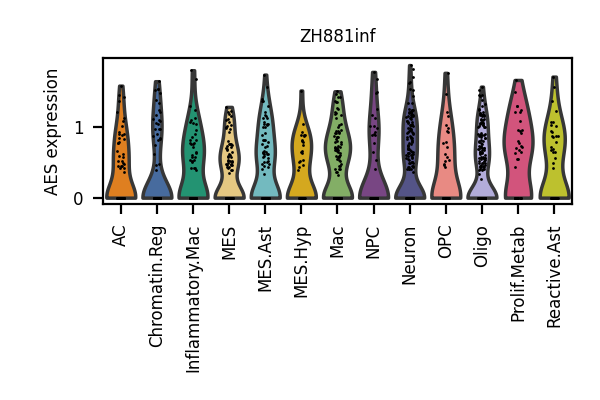 ZH881inf
AES expression
1
0
AC
Chromatin.Reg
Inflammatory.Mac
MES
MES.Ast
MES.Hyp
Mac
NPC
Neuron
OPC
Oligo
Prolif.Metab
Reactive.Ast